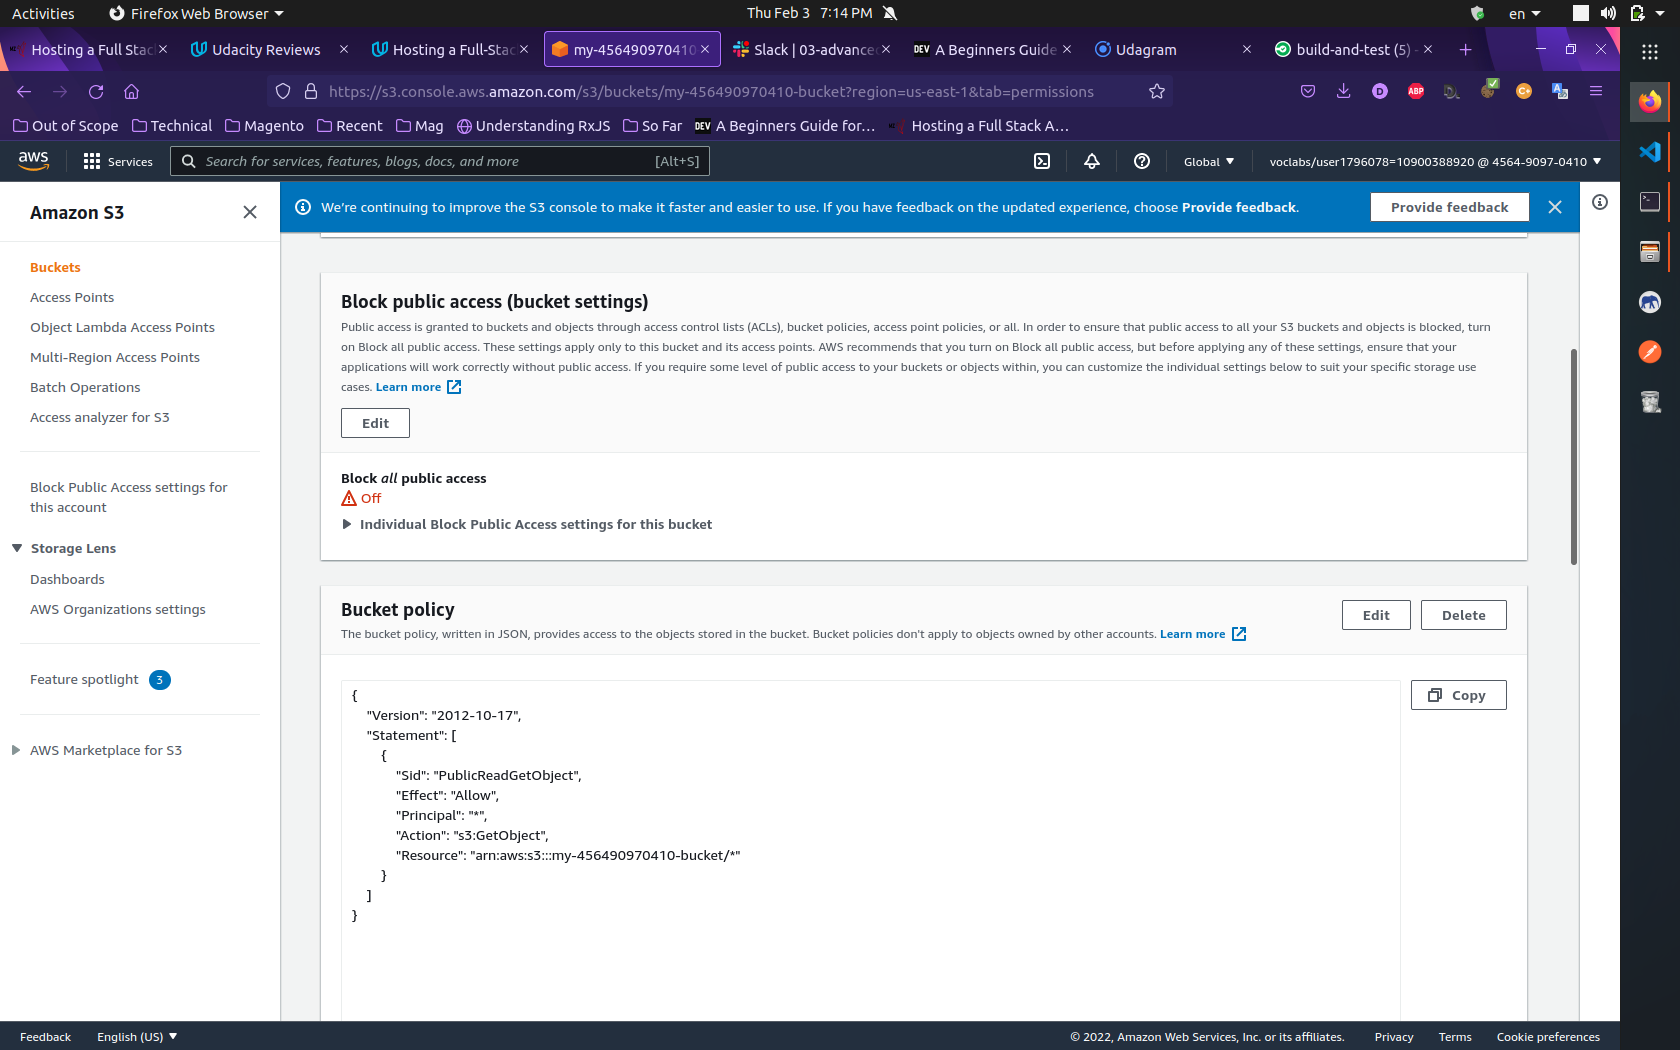 Activities
Firefox Web Browser
Thu Feb 3 7:14 PM
en
Hosting a Full Stac
Udacity Reviews
Hosting a Full-Stac
my-456490970410
Slack | 03-advance
DEV A Beginners Guide
Udagram
build-and-test (5) -
https://s3.console.aws.amazon.com/s3/buckets/my-456490970410-bucket?region=us-east-1&tab=permissions
D
ABP
C+
Out of Scope
Technical
Magento
Recent
Mag
Understanding RxJS
So Far
DEV A Beginners Guide for...
Hosting a Full Stack A...
aws
Services
Search for services, features, blogs, docs, and more
[Alt+S]
Global
voclabs/user1796078=10900388920 @ 4564-9097-0410
Amazon S3
Buckets
Access Points
Object Lambda Access Points
Multi-Region Access Points
Batch Operations
Access analyzer for S3
Block Public Access settings for
this account
Storage Lens
Dashboards
AWS Organizations settings
Feature spotlight 3
AWS Marketplace for S3
We're continuing to improve the S3 console to make it faster and easier to use. If you have feedback on the updated experience, choose Provide feedback.
Provide feedback
Block public access (bucket settings)
Public access is granted to buckets and objects through access control lists (ACLs), bucket policies, access point policies, or all. In order to ensure that public access to all your S3 buckets and objects is blocked, turn
on Block all public access. These settings apply only to this bucket and its access points. AWS recommends that you turn on Block all public access, but before applying any of these settings, ensure that your
applications will work correctly without public access. If you require some level of public access to your buckets or objects within, you can customize the individual settings below to suit your specific storage use
cases. Learn more
Edit
Block all public access
Off
Individual Block Public Access settings for this bucket
Bucket policy
The bucket policy, written in JSON, provides access to the objects stored in the bucket. Bucket policies don't apply to objects owned by other accounts. Learn more
Edit
Delete
Copy
{
"Version": "2012-10-17",
"Statement": [
{
"Sid": "PublicReadGetObject",
"Effect": "Allow",
"Principal": "*",
"Action": "s3:GetObject",
"Resource": "arn:aws:s3:::my-456490970410-bucket/*"
}
]
}
Feedback
English (US)
© 2022, Amazon Web Services, Inc. or its affiliates.
Privacy
Terms
Cookie preferences